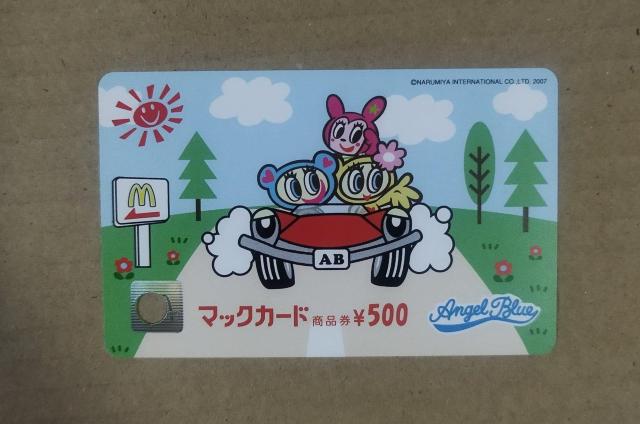 ©NARUMIYA INTERNATIONAL CO.,LTD. 2007
M
AB
マックカード 商品券 ¥500
Angel Blue